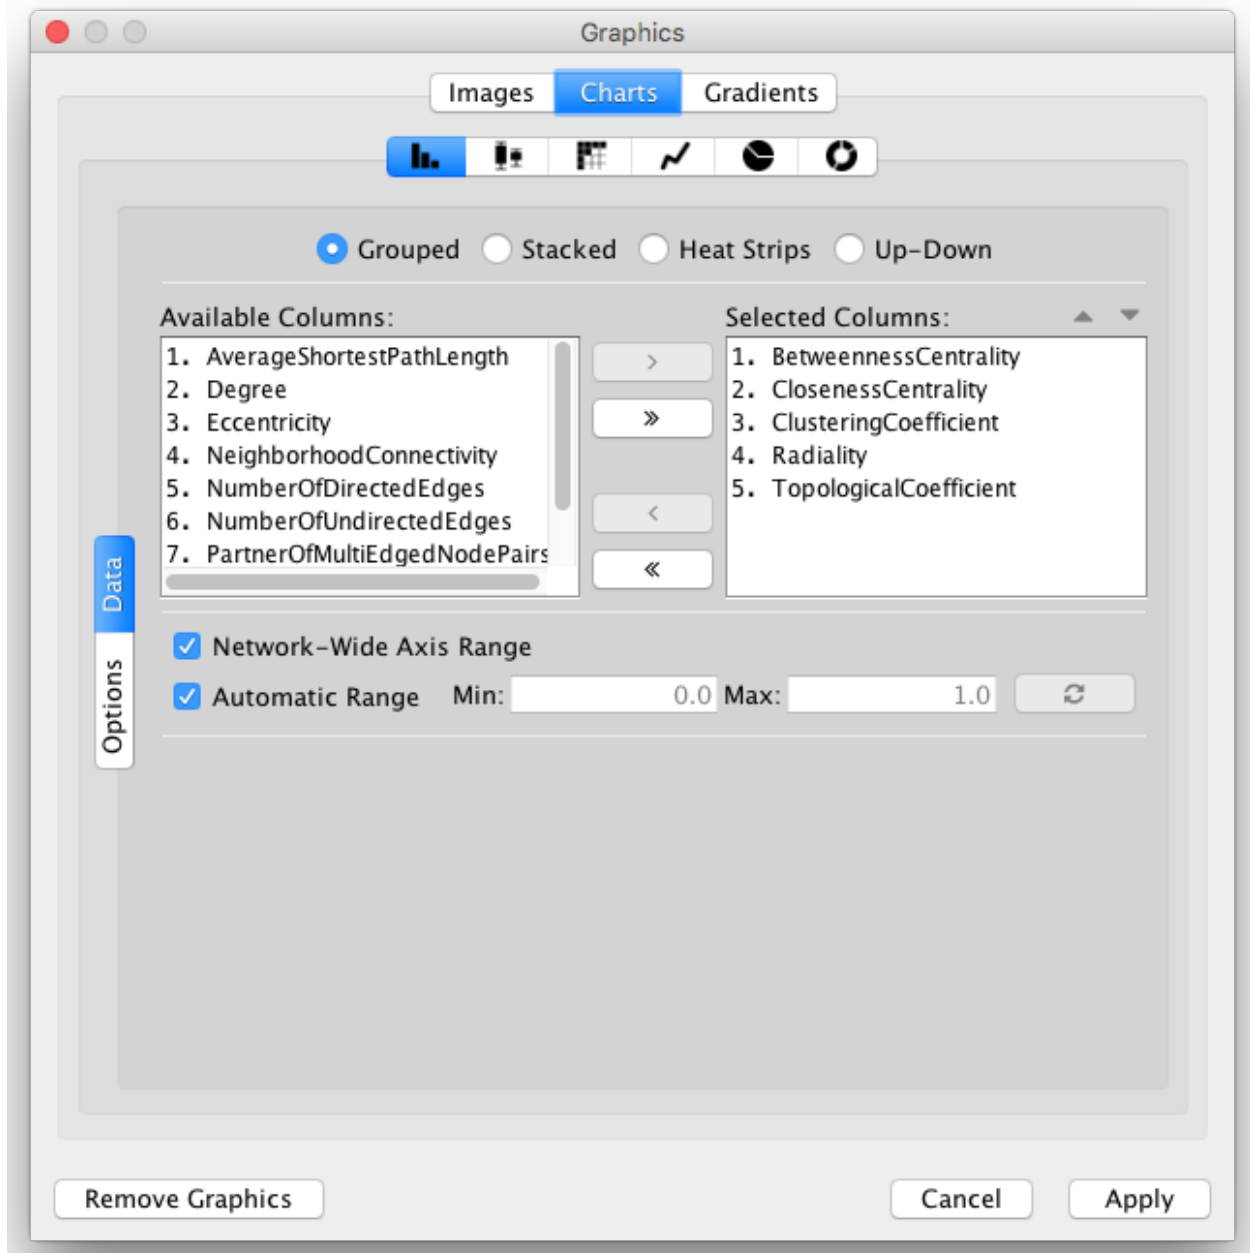 Graphics
Images Charts Gradients
Grouped Stacked Heat Strips Up-Down
Available Columns: Selected Columns:
1. AverageShortestPathLength > 1. BetweennessCentrality
2. Degree 2. ClosenessCentrality
3. Eccentricity » 3. ClusteringCoefficient
4. NeighborhoodConnectivity 4. Radiality
5. NumberOfDirectedEdges 5. TopologicalCoefficient
6. NumberOfUndirectedEdges <
7. PartnerOfMultiEdgedNodePairs
«
Data
Options
Network-Wide Axis Range
Automatic Range Min: 0.0 Max: 1.0
Remove Graphics Cancel Apply